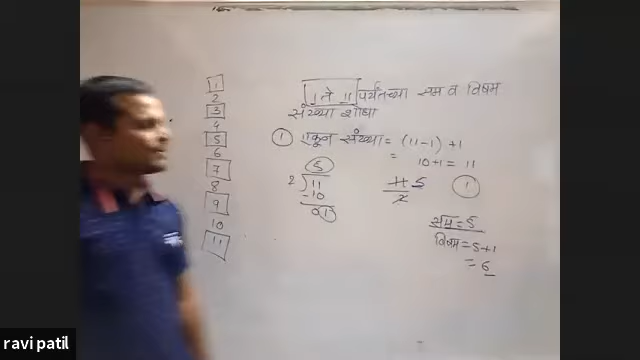 1
2
3
4
5
6
7
8
9
10
11
1 ते 11 पर्यंतच्या सम व विषम
संख्या शोधा
① एकून संख्या = (11-1) +1
= 10+1 = 11
5
2 ) 11
-10
01
11 5
2
①
सम = 5
विषम = 5+1
= 6
ravi patil